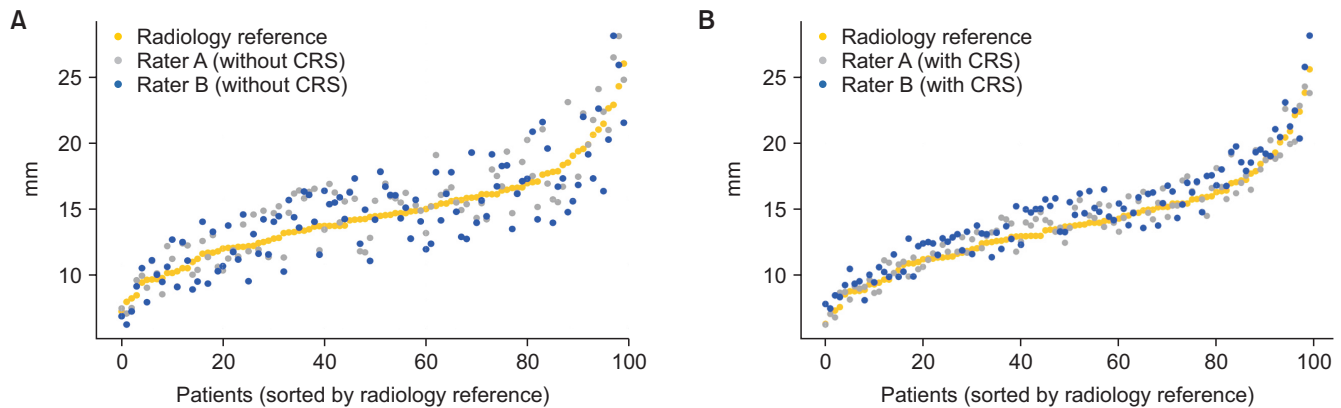 A
Radiology reference
Rater A (without CRS)
Rater B (without CRS)
25
20
15
10
mm
0 20 40 60 80 100
Patients (sorted by radiology reference)
B
Radiology reference
Rater A (with CRS)
Rater B (with CRS)
25
20
15
10
mm
0 20 40 60 80 100
Patients (sorted by radiology reference)